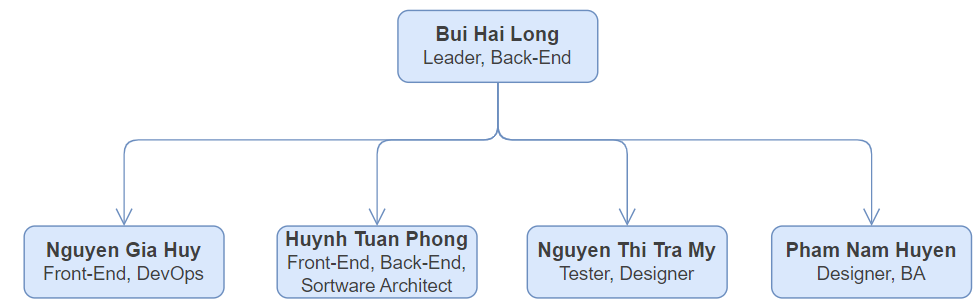 Bui Hai Long
Leader, Back-End
Nguyen Gia Huy
Front-End, DevOps
Huynh Tuan Phong
Front-End, Back-End,
Sortware Architect
Nguyen Thi Tra My
Tester, Designer
Pham Nam Huyen
Designer, BA